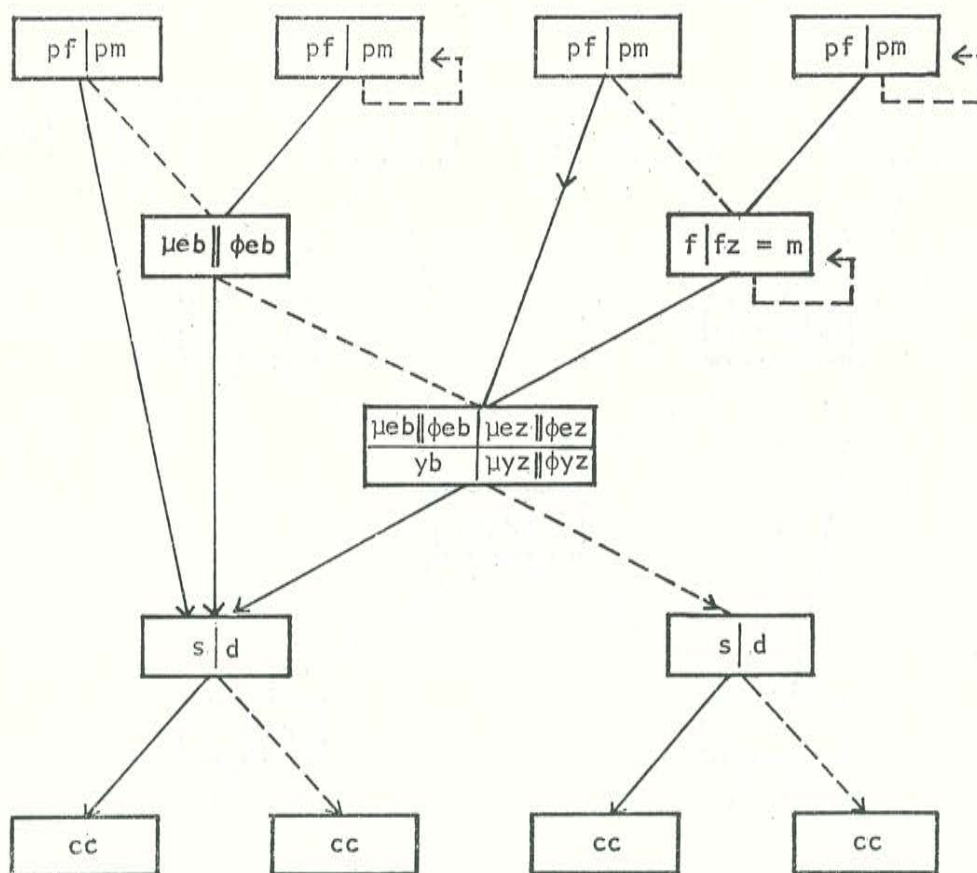 pf|pm pf|pm pf|pm pf|pm
μeb‖ϕeb f|fz = m
μeb‖ϕeb|μez‖ϕez
yb|μyz‖ϕyz
s|d s|d
cc cc cc cc